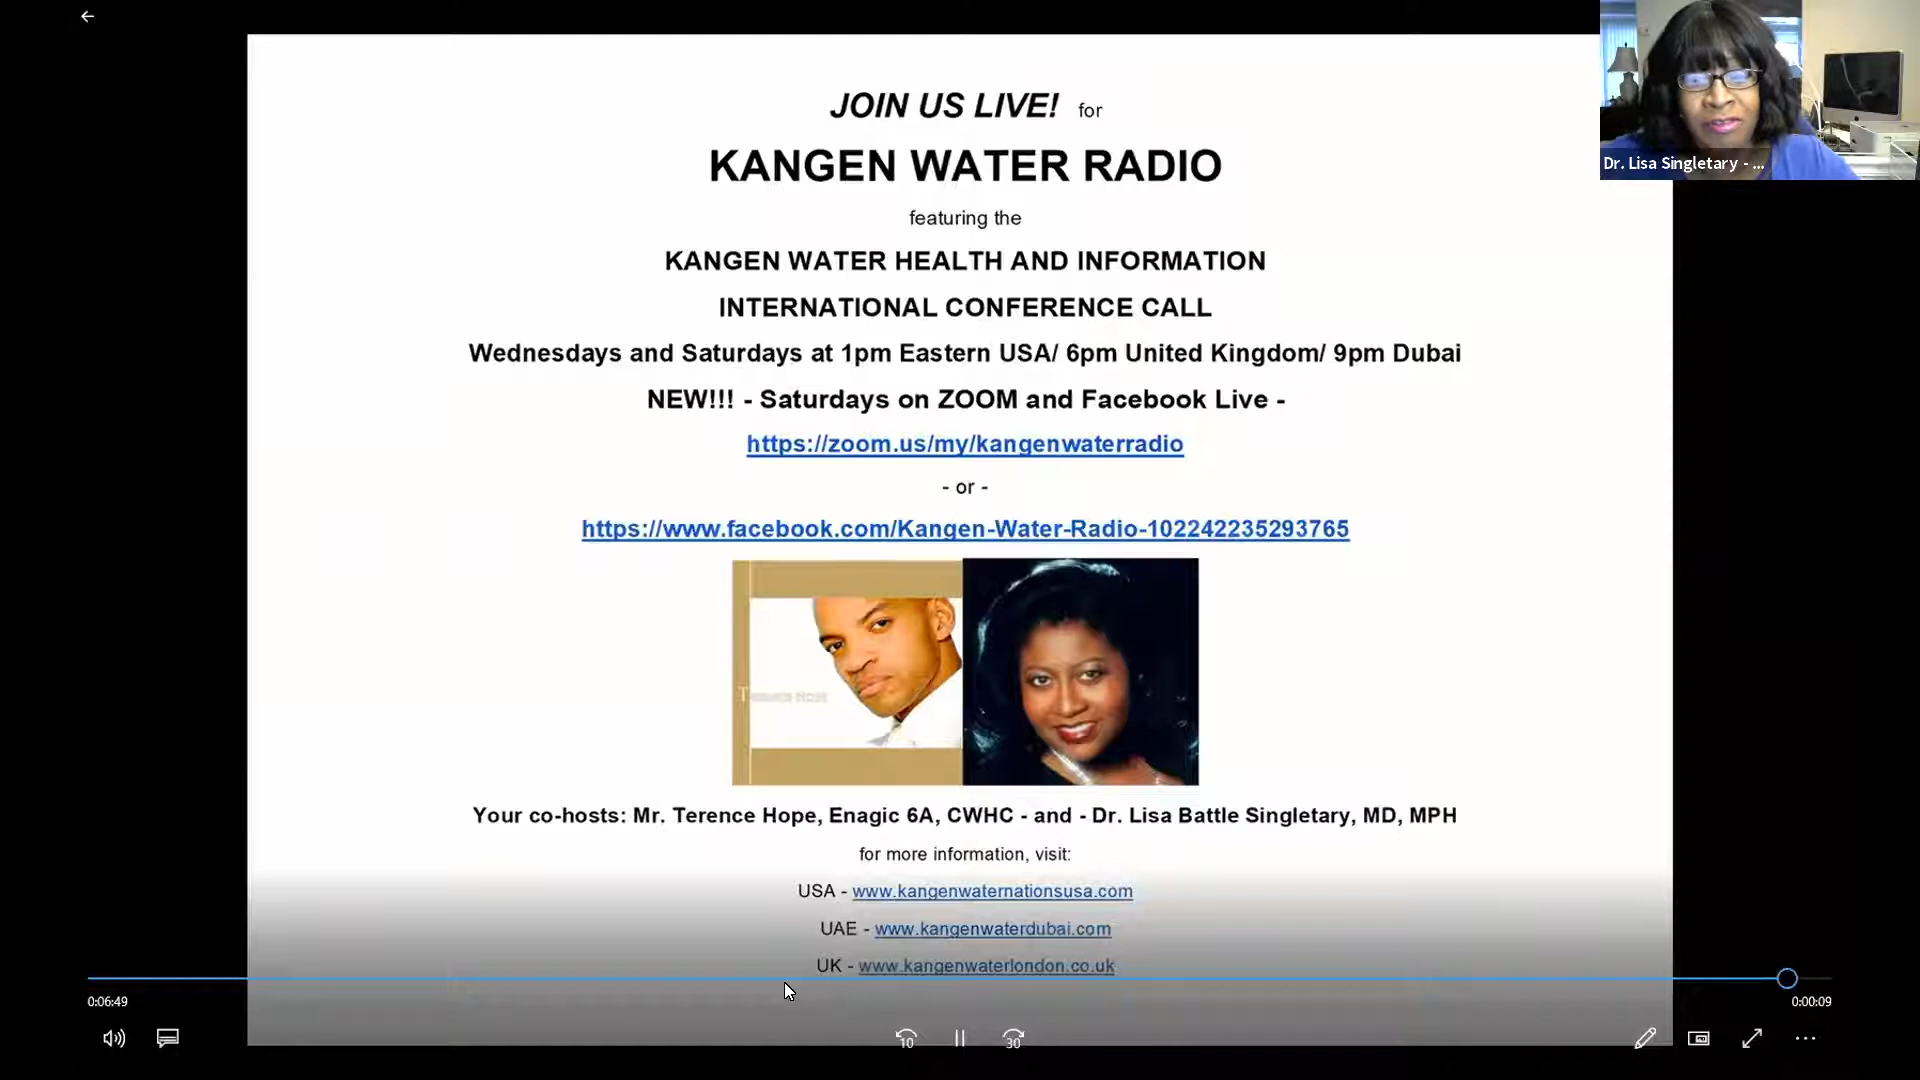 Dr. Lisa Singletary - ...
JOIN US LIVE! for
KANGEN WATER RADIO
featuring the
KANGEN WATER HEALTH AND INFORMATION
INTERNATIONAL CONFERENCE CALL
Wednesdays and Saturdays at 1pm Eastern USA/ 6pm United Kingdom/ 9pm Dubai
NEW!!! - Saturdays on ZOOM and Facebook Live -
https://zoom.us/my/kangenwaterradio
- or -
https://www.facebook.com/Kangen-Water-Radio-102242235293765
TERENCE HOPE
Your co-hosts: Mr. Terence Hope, Enagic 6A, CWHC - and - Dr. Lisa Battle Singletary, MD, MPH
for more information, visit:
USA - www.kangenwaternationsusa.com
UAE - www.kangenwaterdubai.com
UK - www.kangenwaterlondon.co.uk
0:06:49
0:00:09
10
30